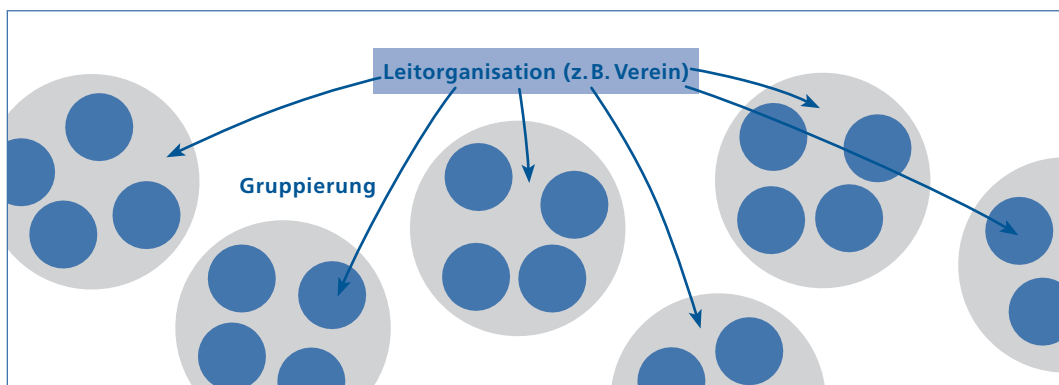 Leitorganisation (z. B. Verein)
Gruppierung